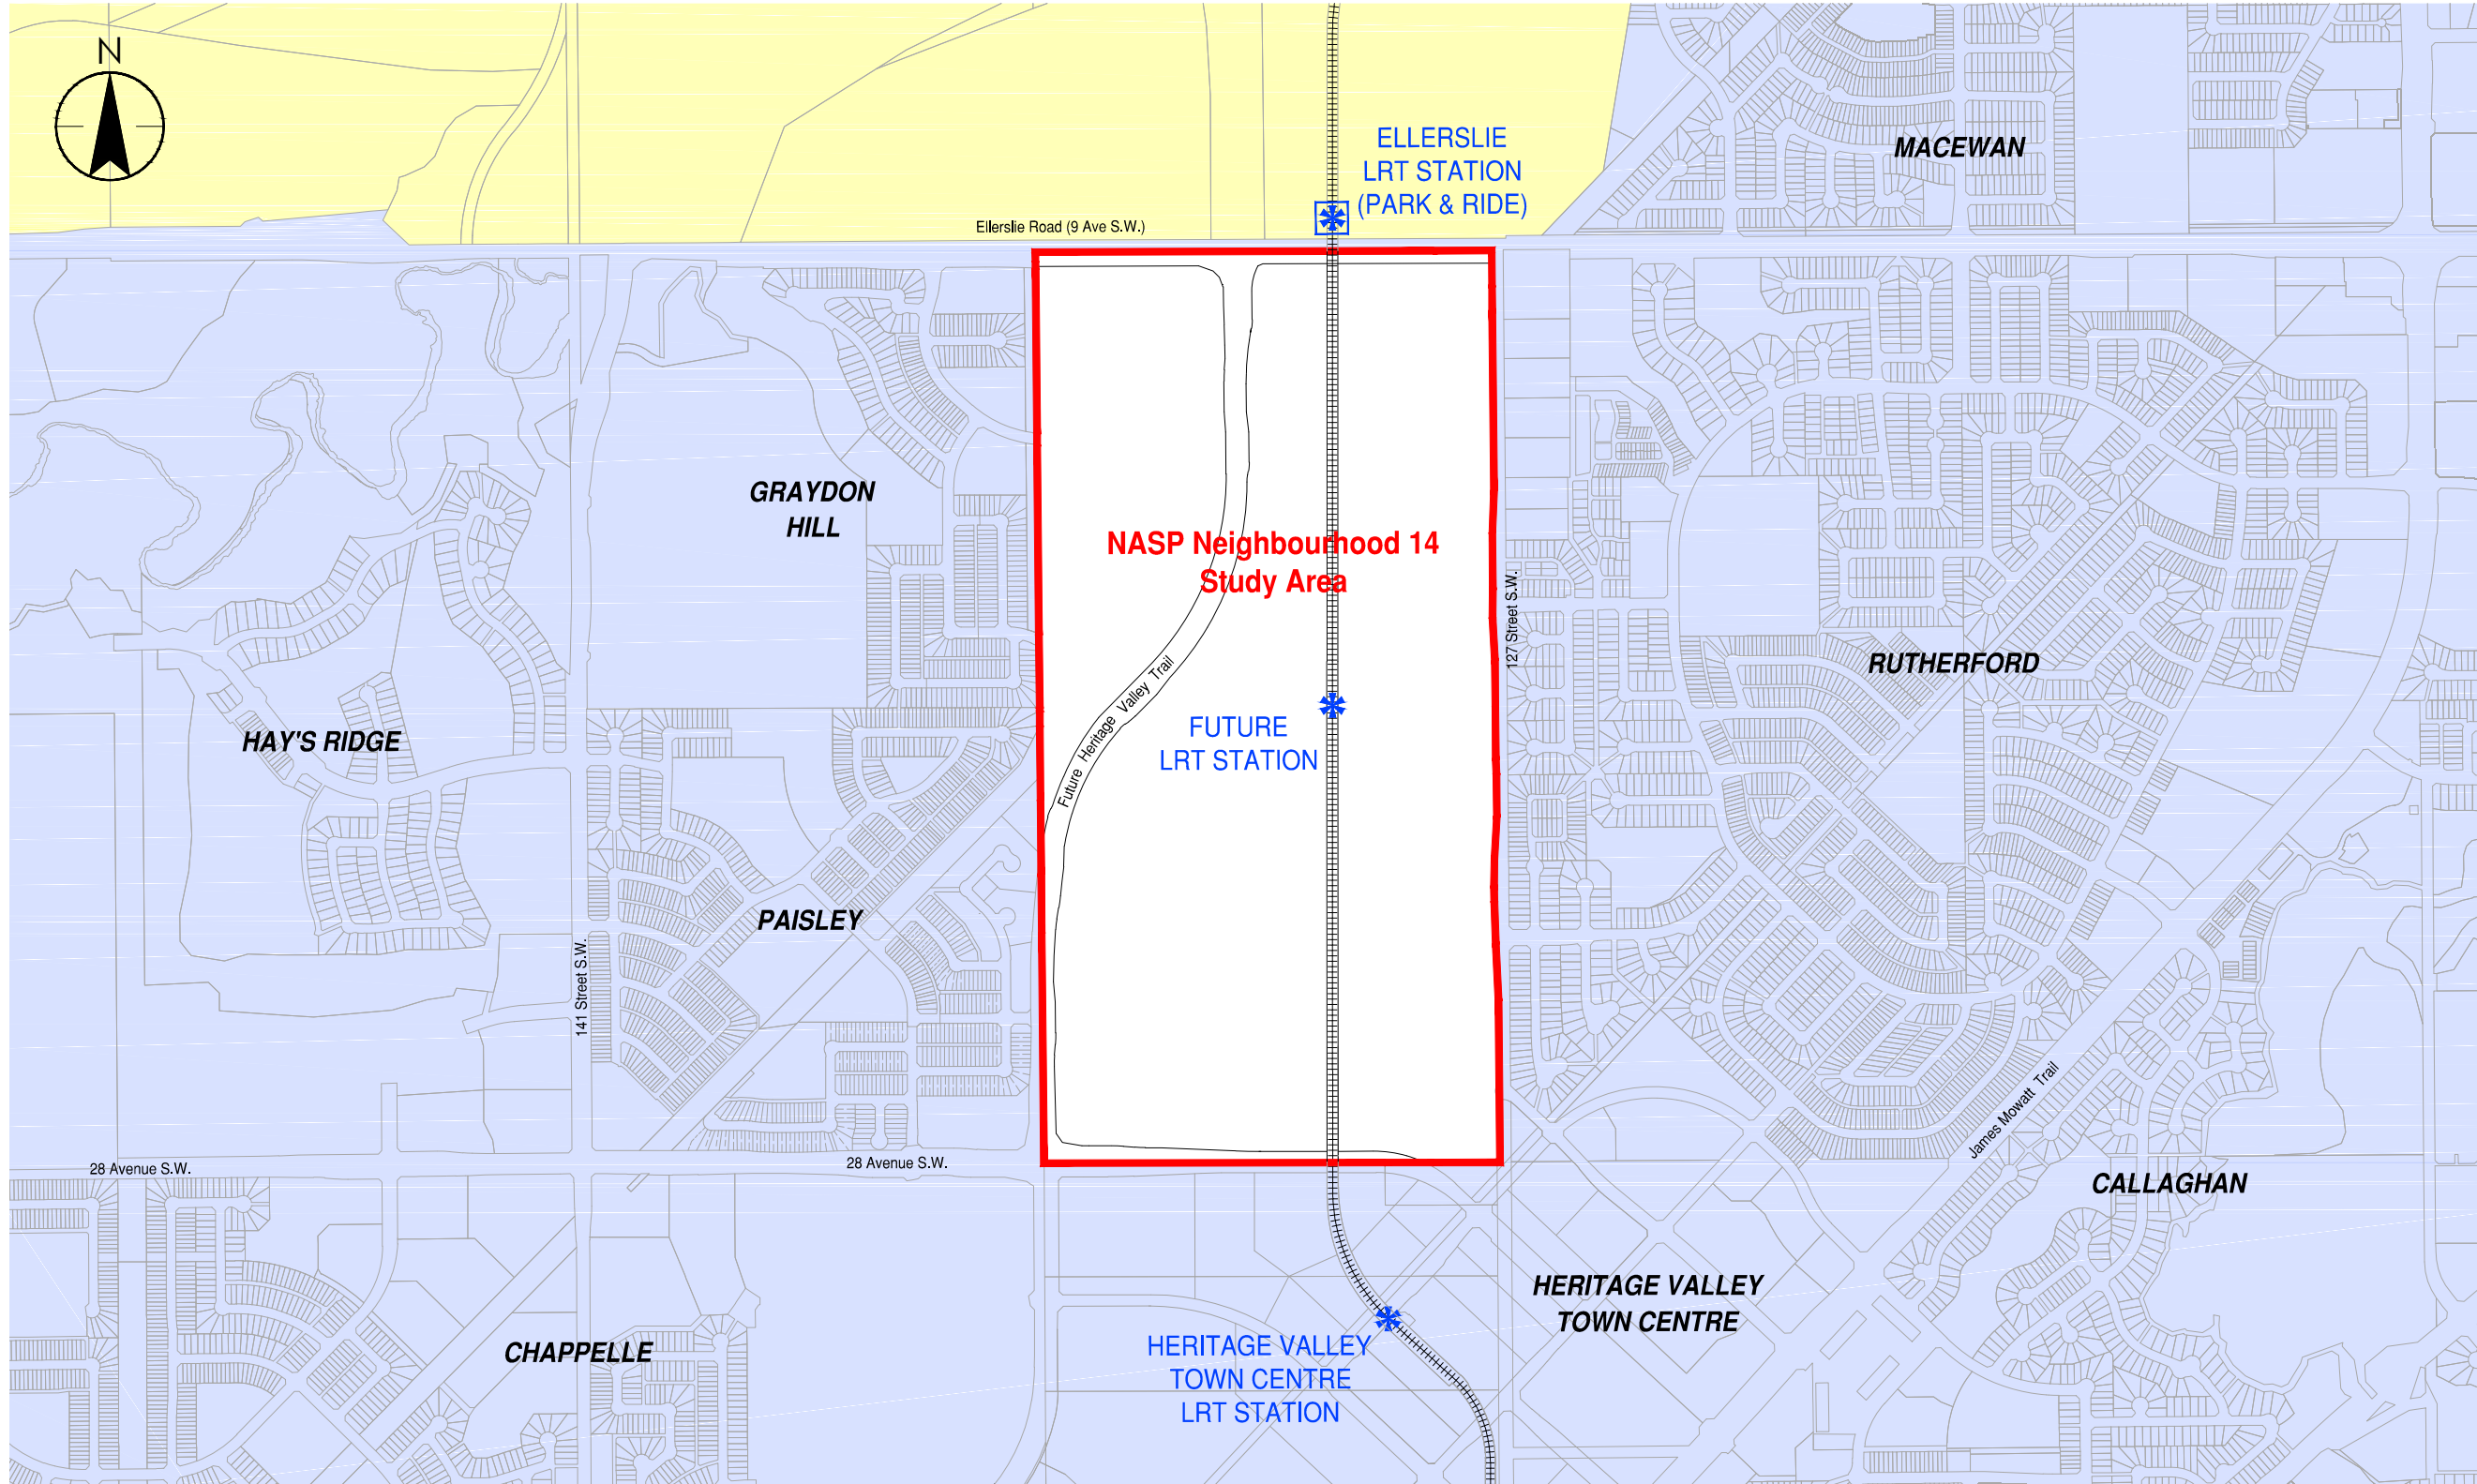 N
ELLERSLIE
LRT STATION
(PARK & RIDE)
MACEWAN
Ellerslie Road (9 Ave S.W.)
GRAYDON
HILL
NASP Neighbourhood 14
Study Area
127 Street S.W.
RUTHERFORD
Future Heritage Valley Trail
FUTURE
LRT STATION
HAY'S RIDGE
PAISLEY
141 Street S.W.
James Mowatt Trail
28 Avenue S.W.
28 Avenue S.W.
CALLAGHAN
HERITAGE VALLEY
TOWN CENTRE
CHAPPELLE
HERITAGE VALLEY
TOWN CENTRE
LRT STATION